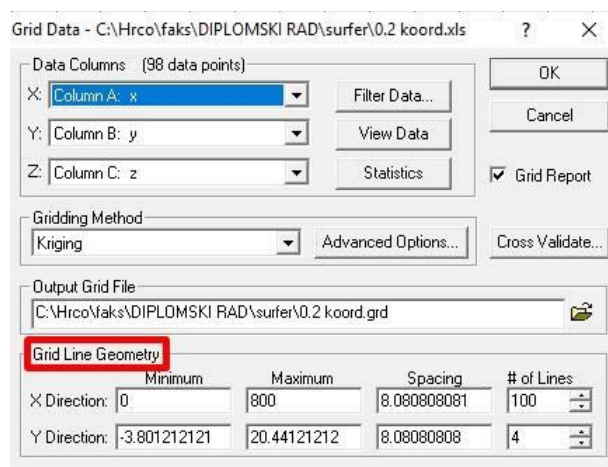 Grid Data - C:\Hrco\faks\DIPLOMSKI RAD\surfer\0.2 koord.xls ? ×
Data Columns (98 data points)
X: Column A: x
Filter Data...
OK
Y: Column B: y
View Data
Cancel
Z: Column C: z
Statistics
Grid Report
Gridding Method
Kriging
Advanced Options...
Cross Validate...
Output Grid File
C:\Hrco\faks\DIPLOMSKI RAD\surfer\0.2 koord.grd
Grid Line Geometry
Minimum Maximum Spacing # of Lines
X Direction: 0 800 8.080808081 100
Y Direction: -3.801212121 20.44121212 8.08080808 4